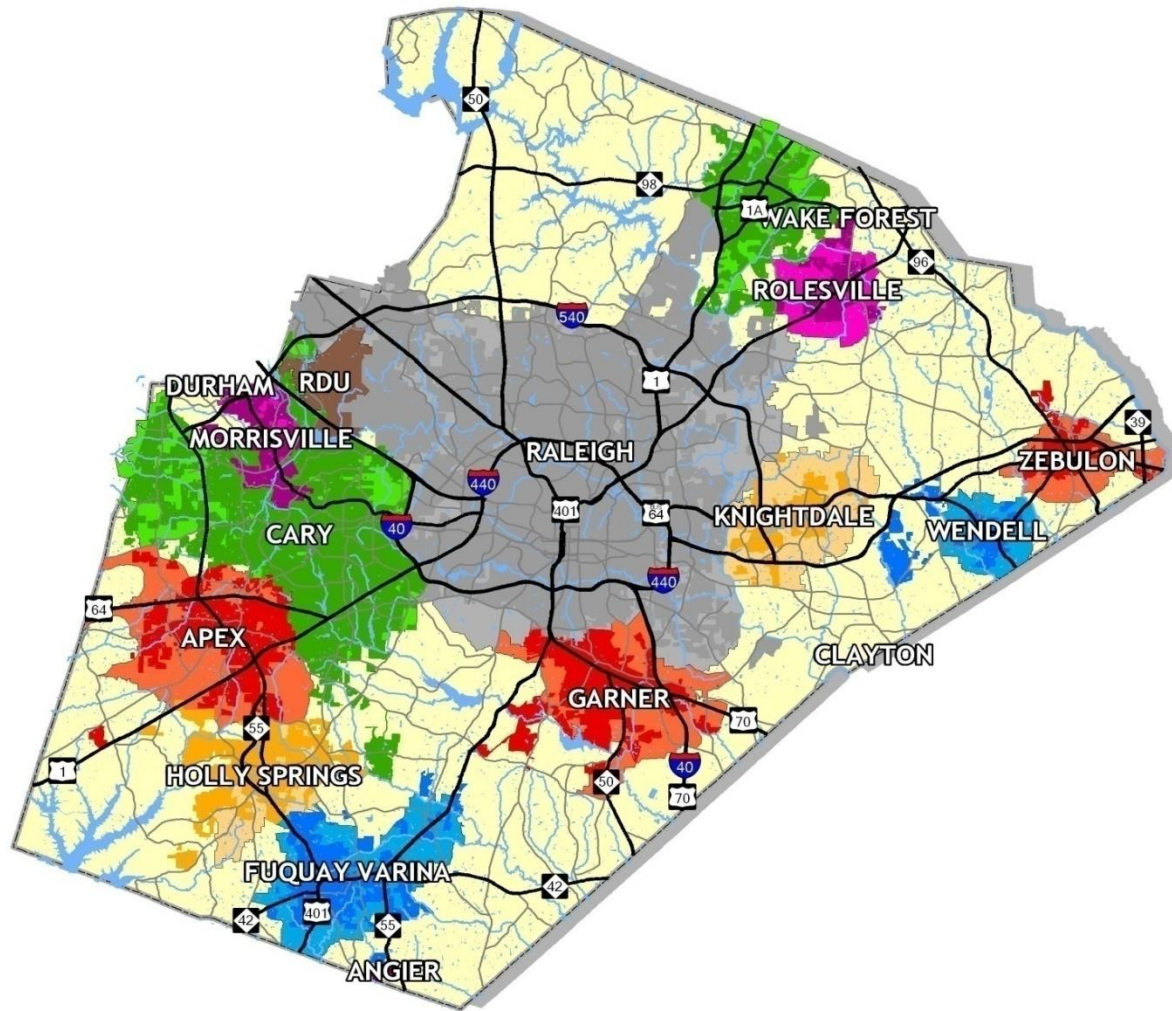 50
98
1A
WAKE FOREST
96
ROLESVILLE
540
DURHAM
RDU
1
39
MORRISVILLE
RALEIGH
ZEBULON
440
401
64
KNIGHTDALE
WENDELL
CARY
40
440
64
APEX
CLAYTON
GARNER
70
55
1
HOLLY SPRINGS
50
40
70
FUQUAY VARINA
42
42
401
55
ANGIER